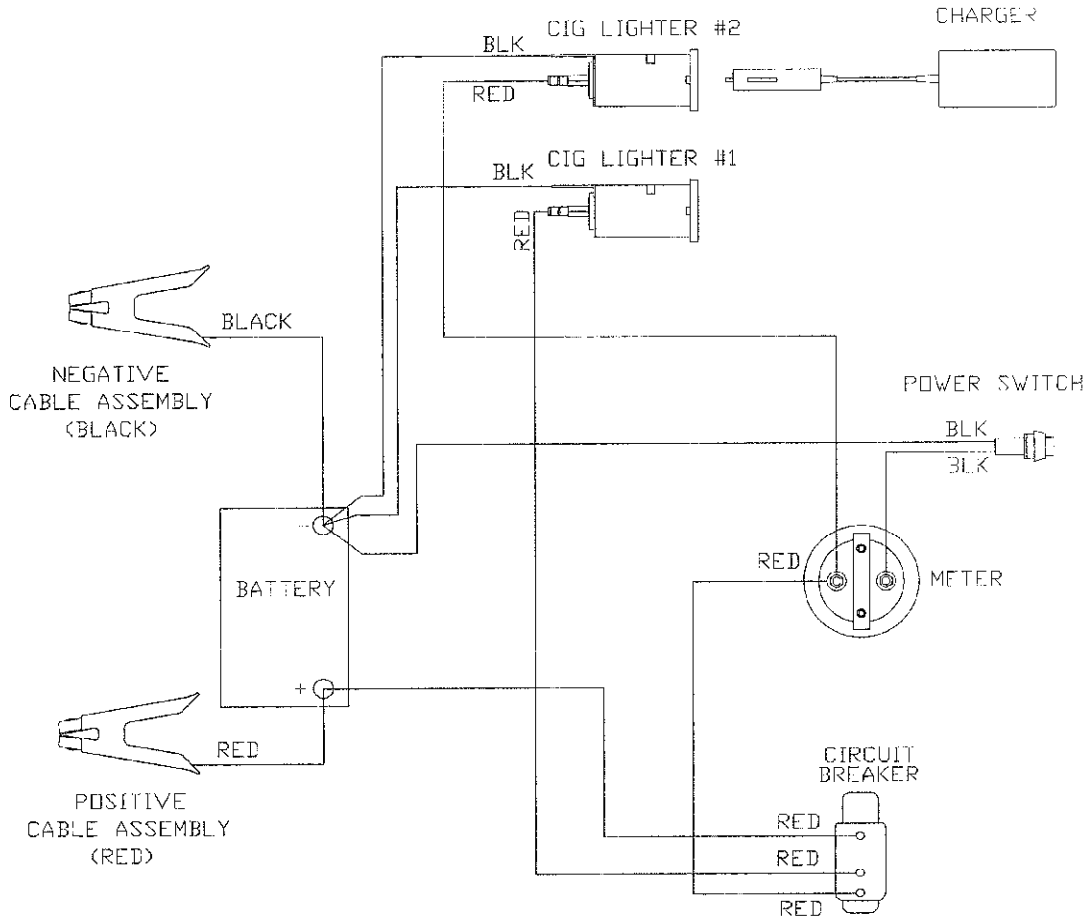 CHARGER
CIG LIGHTER #2
BLK
RED
CIG LIGHTER #1
BLK
RED
BLACK
NEGATIVE
CABLE ASSEMBLY
(BLACK)
POWER SWITCH
BLK
BLK
-
BATTERY
RED
METER
+
RED
POSITIVE
CABLE ASSEMBLY
(RED)
CIRCUIT
BREAKER
RED
RED
RED